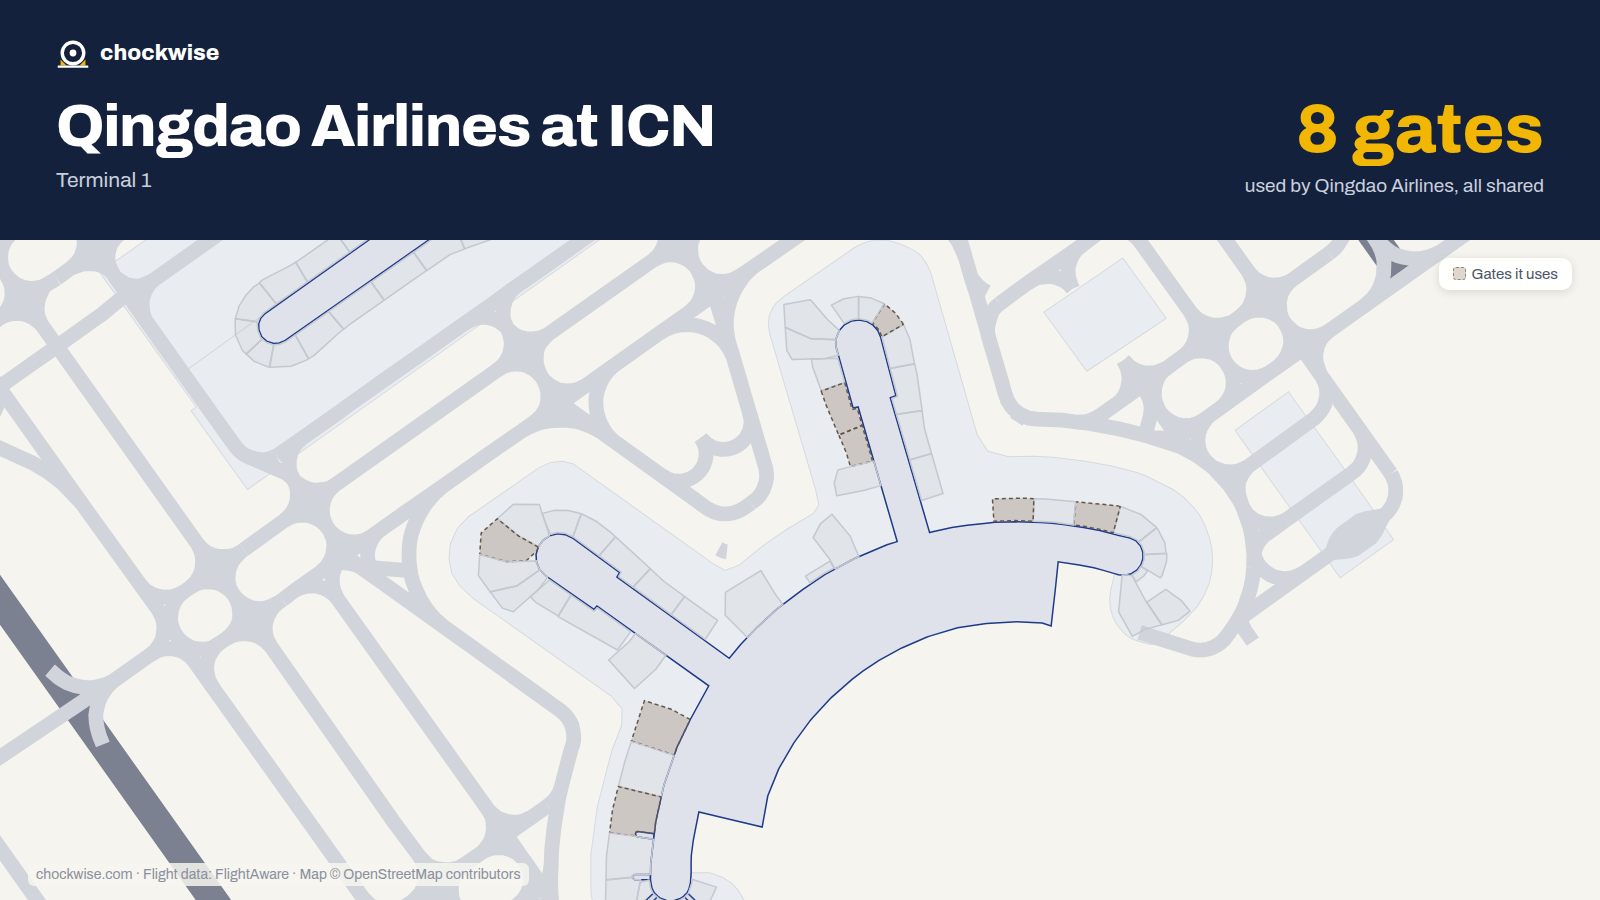 chockwise
Qingdao Airlines at ICN
Terminal 1
8 gates
used by Qingdao Airlines, all shared
Gates it uses
chockwise.com · Flight data: FlightAware · Map © OpenStreetMap contributors